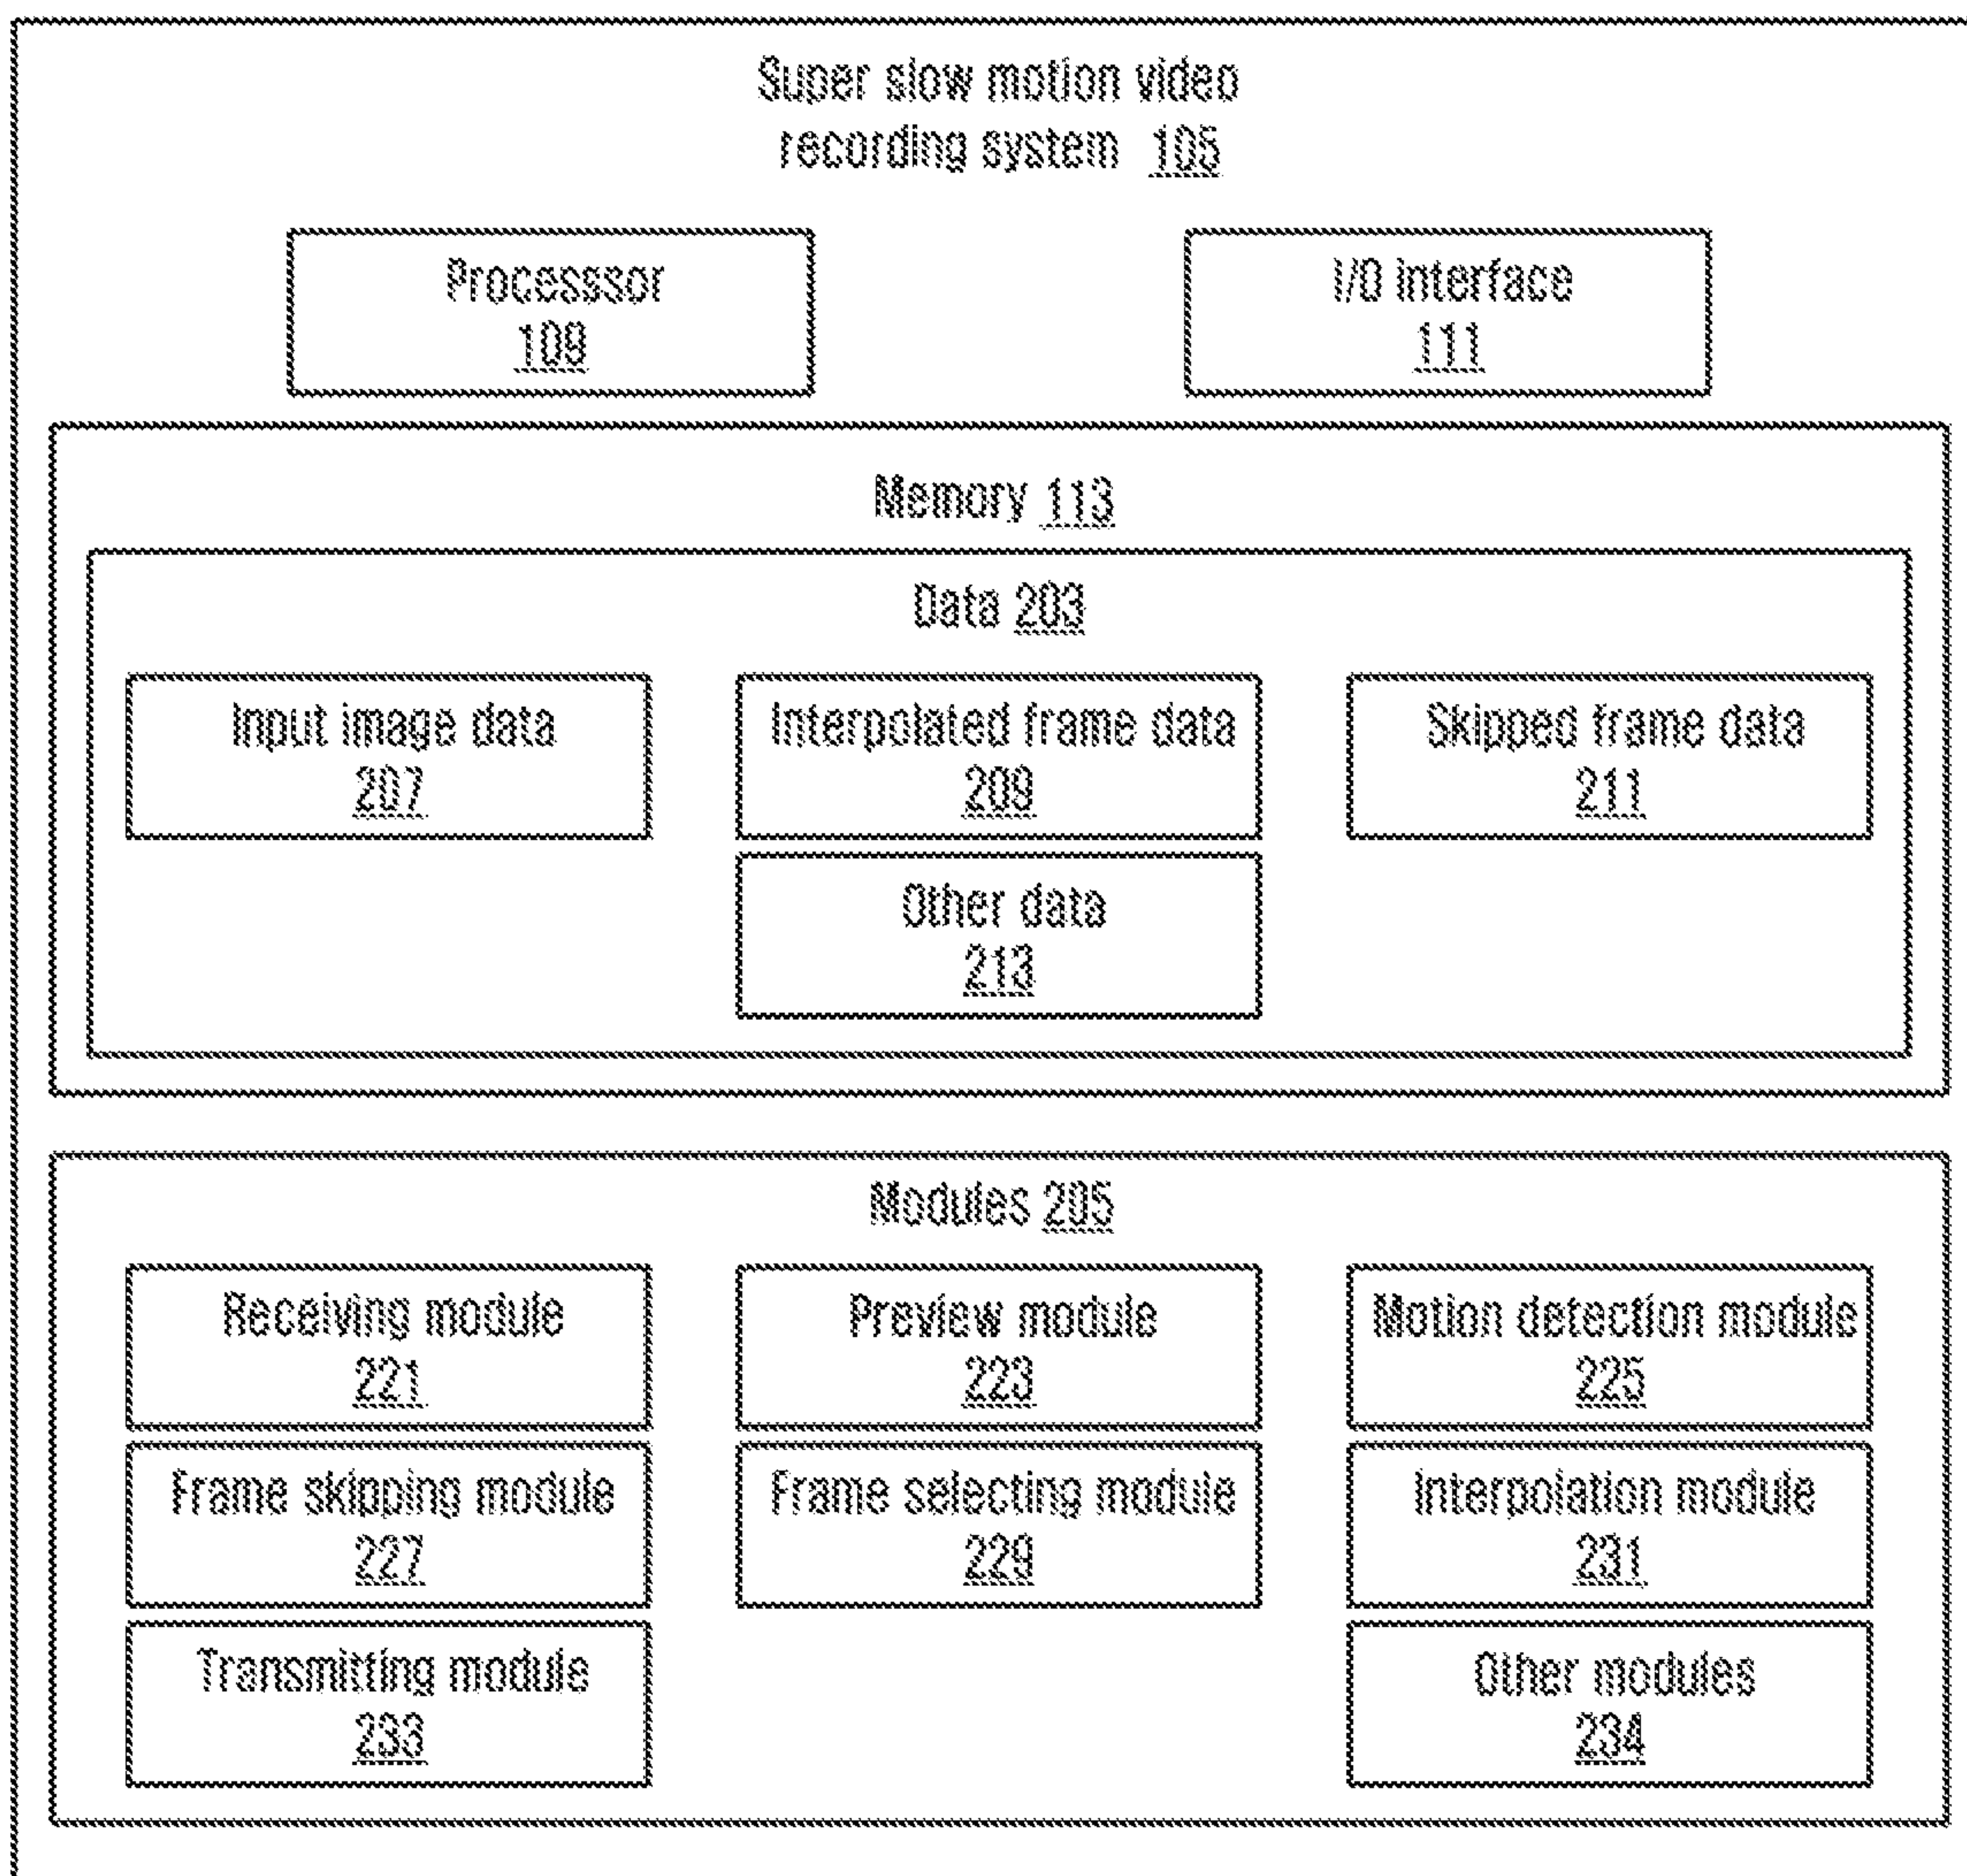 Super slow motion video
recording system 105
Processsor
109
I/O interface
111
Memory 113
Data 203
Input image data
207
Interpolated frame data
209
Skipped frame data
211
Other data
213
Modules 205
Receiving module
221
Preview module
223
Motion detection module
225
Frame skipping module
227
Frame selecting module
229
Interpolation module
231
Transmitting module
233
Other modules
234